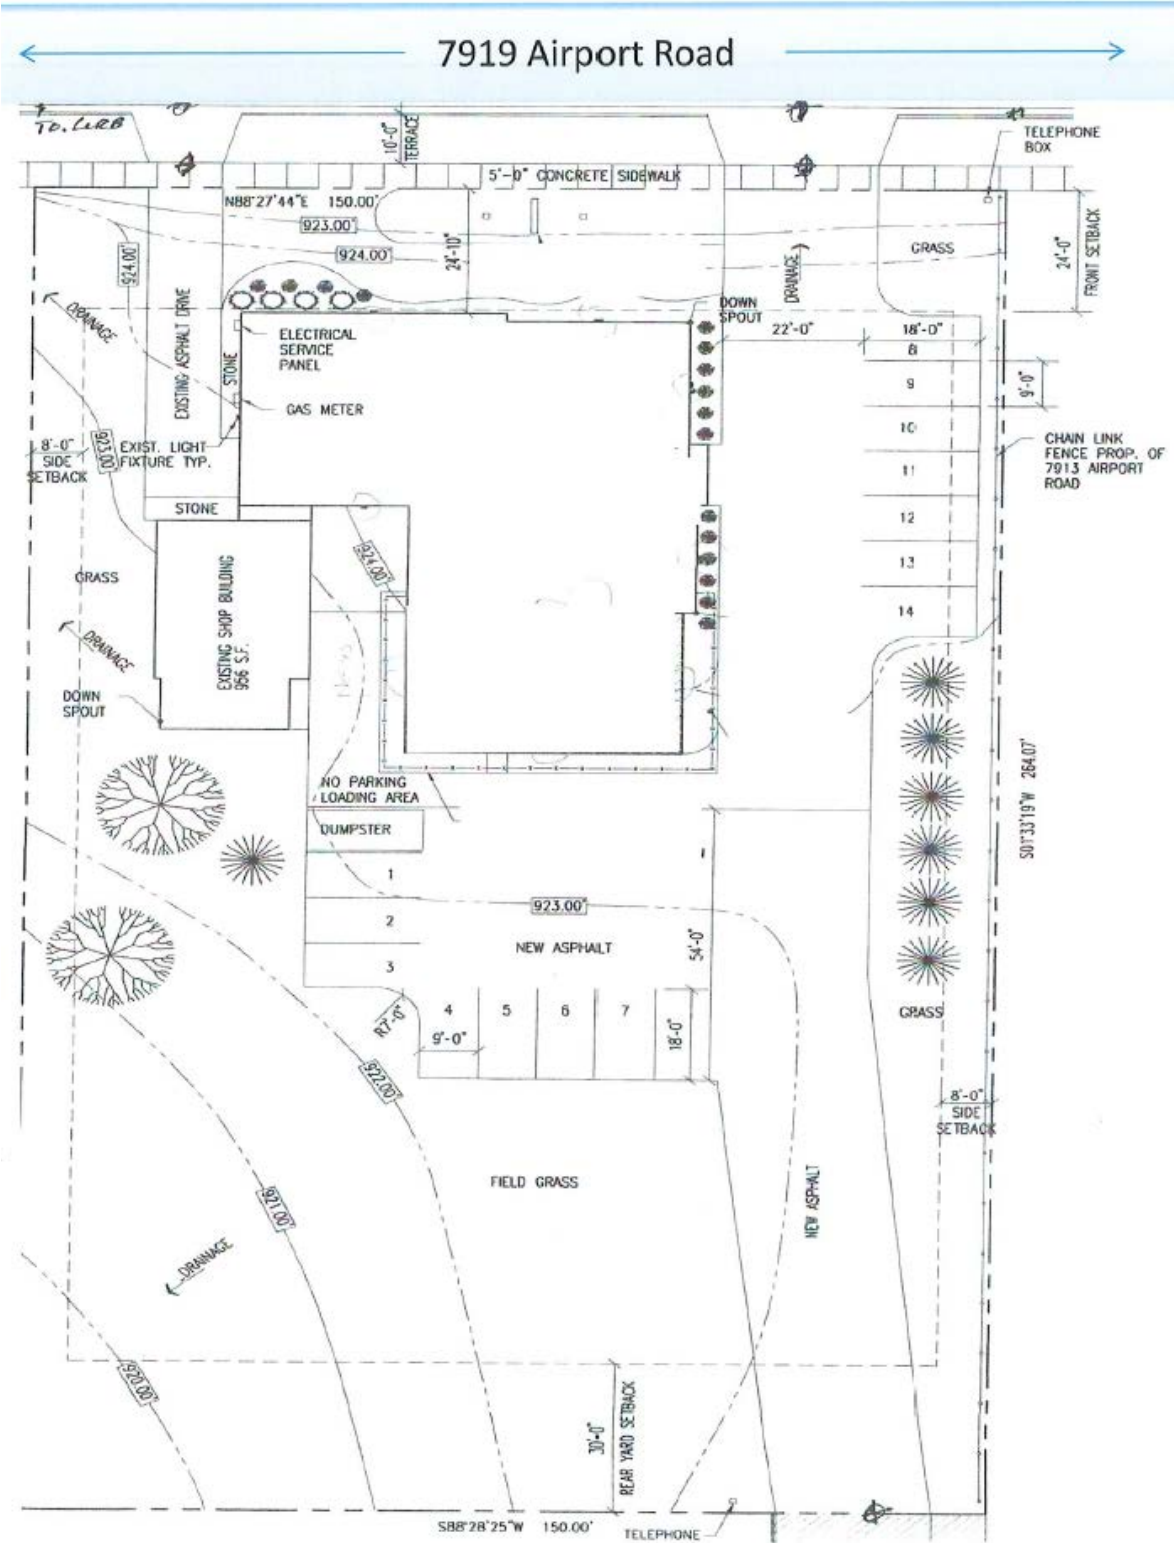 7919 Airport Road
TO. CURB
10'-0"
TERRACE
TELEPHONE
BOX
5'-0" CONCRETE SIDEWALK
N88°27'44"E 150.00'
923.00'
924.00'
924.00'
24'-10"
DRAINAGE
GRASS
24'-0"
FRONT SETBACK
DRAINAGE
EXISTING ASPHALT DRIVE
STONE
ELECTRICAL
SERVICE
PANEL
DOWN
SPOUT
22'-0"
18'-0"
8
9
9'-0"
GAS METER
10
CHAIN LINK
FENCE PROP. OF
7913 AIRPORT
ROAD
8'-0"
SIDE
SETBACK
923.00'
EXIST. LIGHT
FIXTURE TYP.
11
STONE
12
924.00'
13
GRASS
EXISTING SHOP BUILDING
956 S.F.
14
DRAINAGE
DOWN
SPOUT
NO PARKING
LOADING AREA
S01°33'19"W 264.07'
DUMPSTER
1
923.00'
2
NEW ASPHALT
54'-0"
3
R7'-0"
4
5
6
7
9'-0"
18'-0"
GRASS
922.00'
8'-0"
SIDE
SETBACK
FIELD GRASS
921.00'
NEW ASPHALT
DRAINAGE
920.00'
30'-0"
REAR YARD SETBACK
S88°28'25"W 150.00'
TELEPHONE